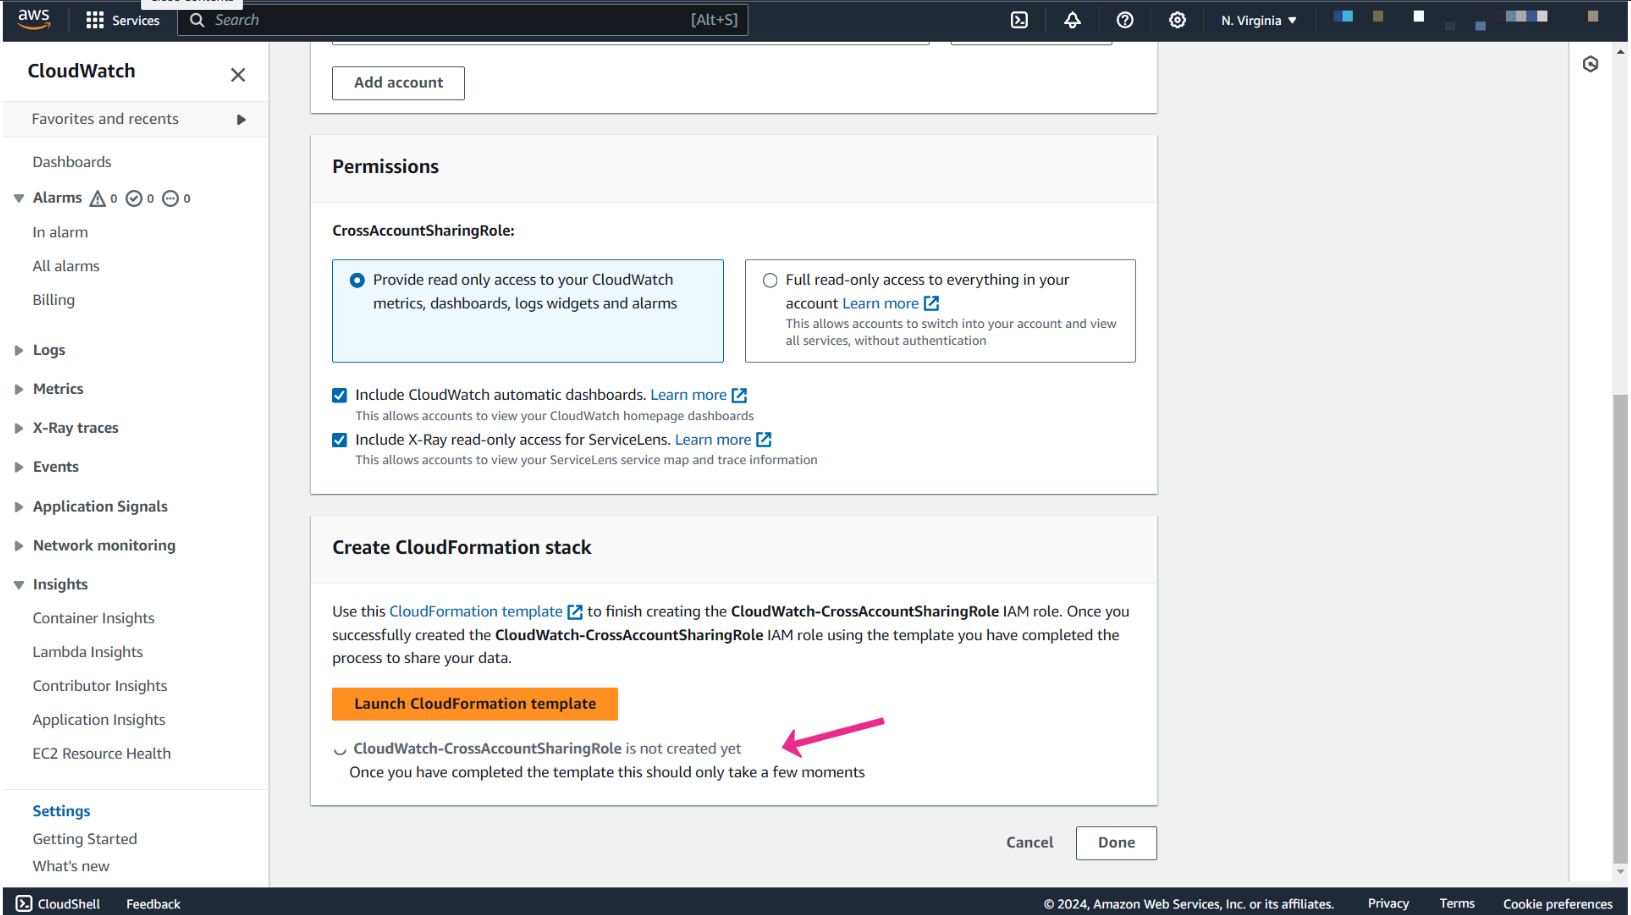 aws
Services
Search
[Alt+S]
N. Virginia
CloudWatch
Favorites and recents
Dashboards
Alarms 0 0 0
In alarm
All alarms
Billing
Logs
Metrics
X-Ray traces
Events
Application Signals
Network monitoring
Insights
Container Insights
Lambda Insights
Contributor Insights
Application Insights
EC2 Resource Health
Settings
Getting Started
What's new
Add account
Permissions
CrossAccountSharingRole:
Provide read only access to your CloudWatch
metrics, dashboards, logs widgets and alarms
Full read-only access to everything in your
account Learn more
This allows accounts to switch into your account and view
all services, without authentication
Include CloudWatch automatic dashboards. Learn more
This allows accounts to view your CloudWatch homepage dashboards
Include X-Ray read-only access for ServiceLens. Learn more
This allows accounts to view your ServiceLens service map and trace information
Create CloudFormation stack
Use this CloudFormation template to finish creating the CloudWatch-CrossAccountSharingRole IAM role. Once you
successfully created the CloudWatch-CrossAccountSharingRole IAM role using the template you have completed the
process to share your data.
Launch CloudFormation template
CloudWatch-CrossAccountSharingRole is not created yet
Once you have completed the template this should only take a few moments
Cancel
Done
CloudShell
Feedback
© 2024, Amazon Web Services, Inc. or its affiliates.
Privacy
Terms
Cookie preferences